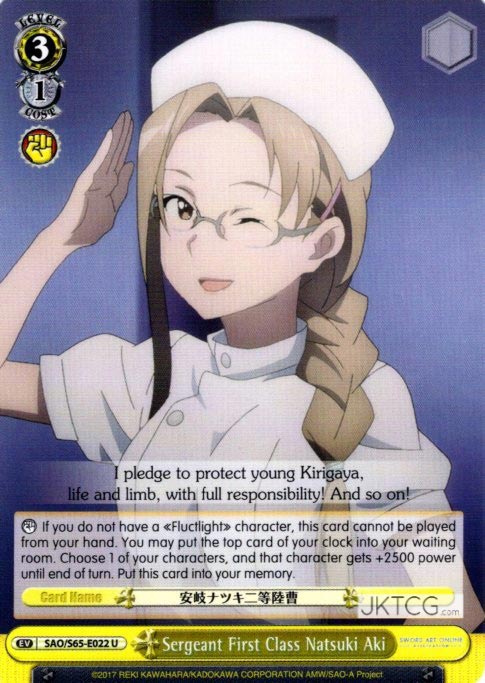 LEVEL
3
1
COST
I pledge to protect young Kirigaya,
life and limb, with full responsibility! And so on!
If you do not have a «Fluctlight» character, this card cannot be played
from your hand. You may put the top card of your clock into your waiting
room. Choose 1 of your characters, and that character gets +2500 power
until end of turn. Put this card into your memory.
Card Name 安岐ナツキ二等陸曹
JKTCG.com
EV SAO/S65-E022 U Sergeant First Class Natsuki Aki SWORD ART ONLINE
©2017 REKI KAWAHARA/KADOKAWA CORPORATION AMW/SAO-A Project